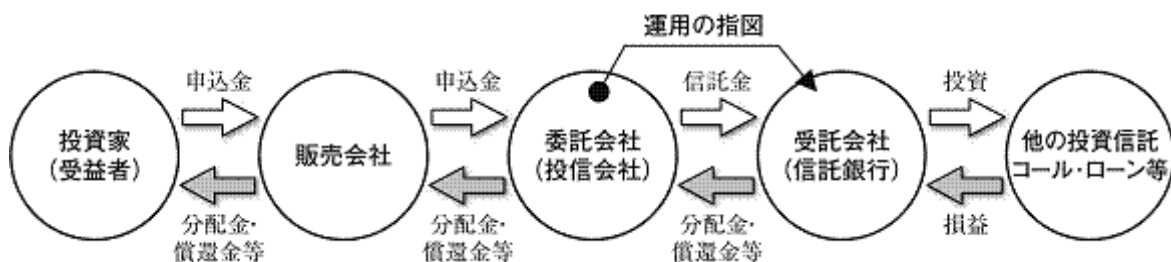 運用の指図
申込金
申込金
信託金
投資
投資家
(受益者)
販売会社
委託会社
(投信会社)
受託会社
(信託銀行)
他の投資信託
コール・ローン等
分配金・
償還金等
分配金・
償還金等
分配金・
償還金等
損益